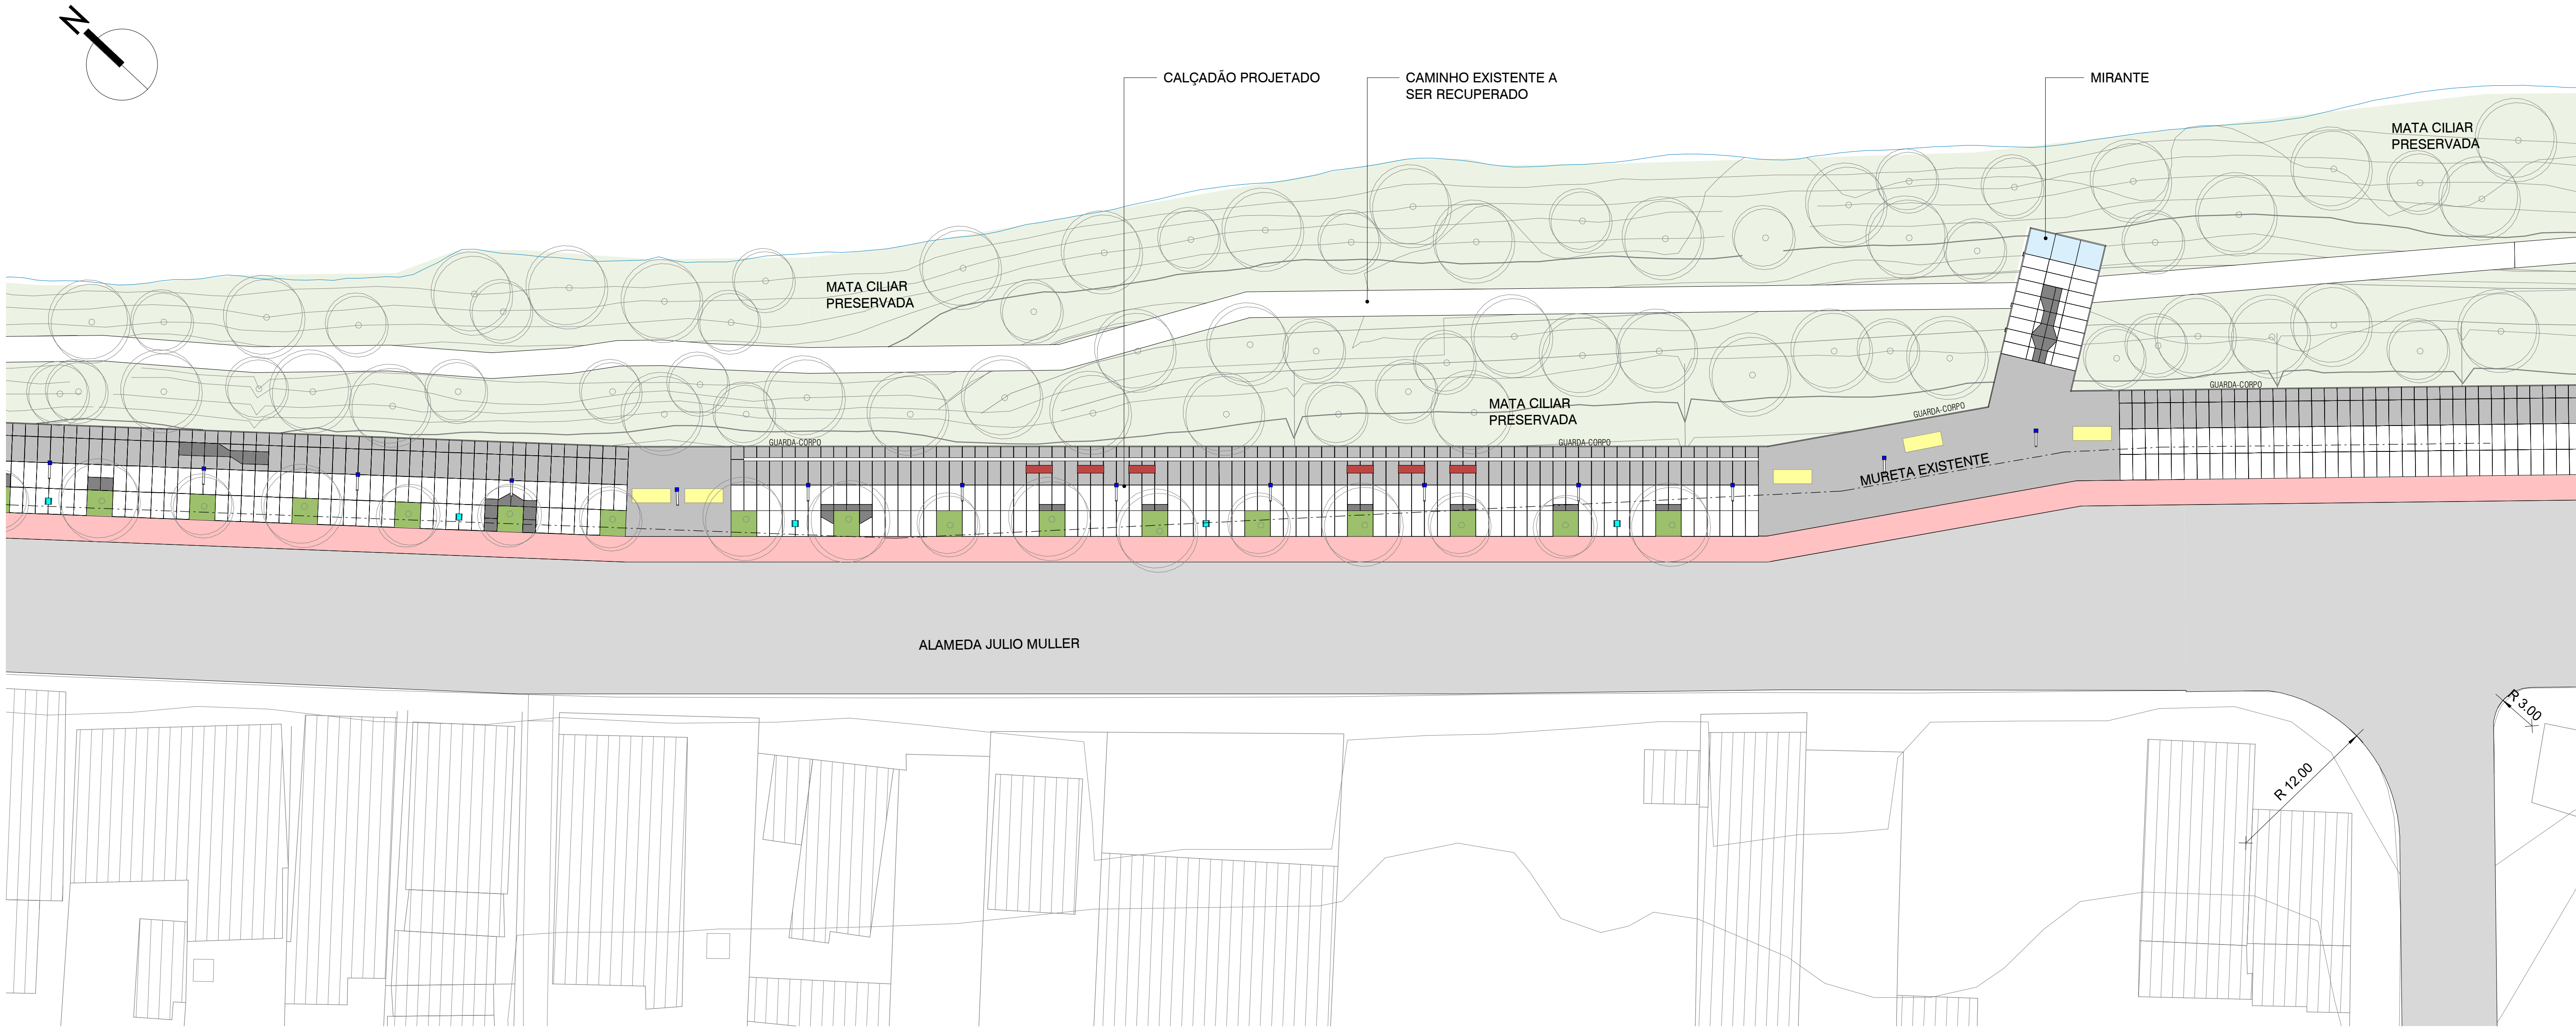 N
CALÇADÃO PROJETADO
CAMINHO EXISTENTE A
SER RECUPERADO
MIRANTE
MATA CILIAR
PRESERVADA
MATA CILIAR
PRESERVADA
GUARDA-CORPO
MATA CILIAR
PRESERVADA
GUARDA-CORPO
GUARDA-CORPO
GUARDA-CORPO
MURETA EXISTENTE
ALAMEDA JULIO MULLER
R 3.00
R 12.00